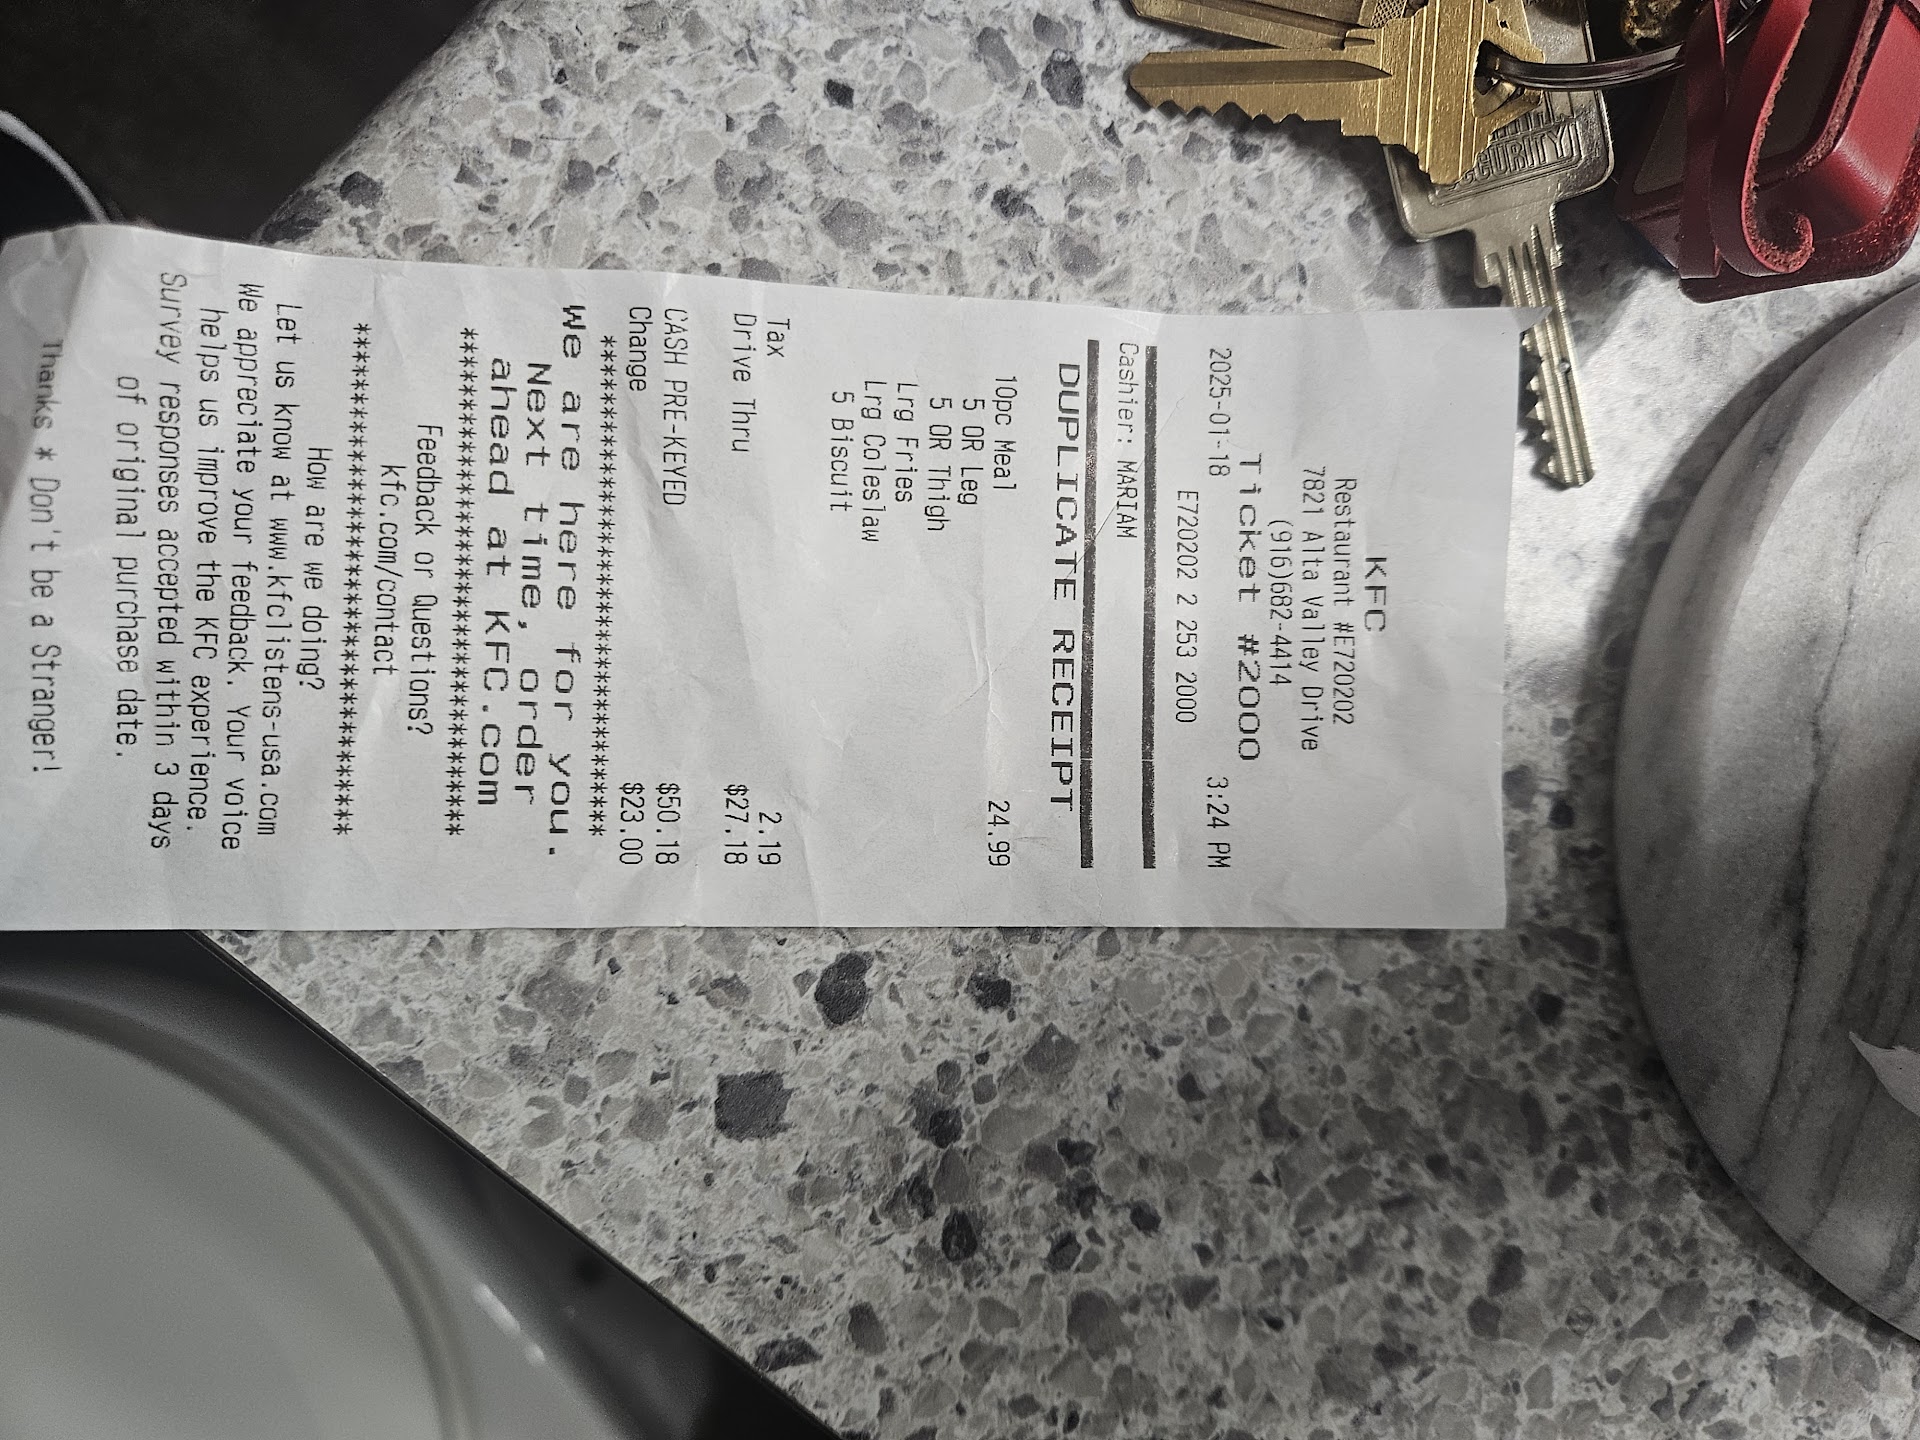 KFC
Restaurant #E720202
7821 Alta Valley Drive
(916)682-4414
Ticket #2000
2025-01-18 3:24 PM
E720202 2 253 2000
Cashier: MARIAM
DUPLICATE RECEIPT
10pc Meal 24.99
5 OR Leg
5 OR Thigh
Lrg Fries
Lrg Coleslaw
5 Biscuit
Tax 2.19
Drive Thru $27.18
CASH PRE-KEYED $50.18
Change $23.00
****************************************
We are here for you.
Next time, order
ahead at KFC.com
****************************************
Feedback or Questions?
kfc.com/contact
****************************************
How are we doing?
Let us know at www.kfclistens-usa.com
We appreciate your feedback. Your voice
helps us improve the KFC experience.
Survey responses accepted within 3 days
of original purchase date.
Thanks * Don't be a Stranger!
SECURITY